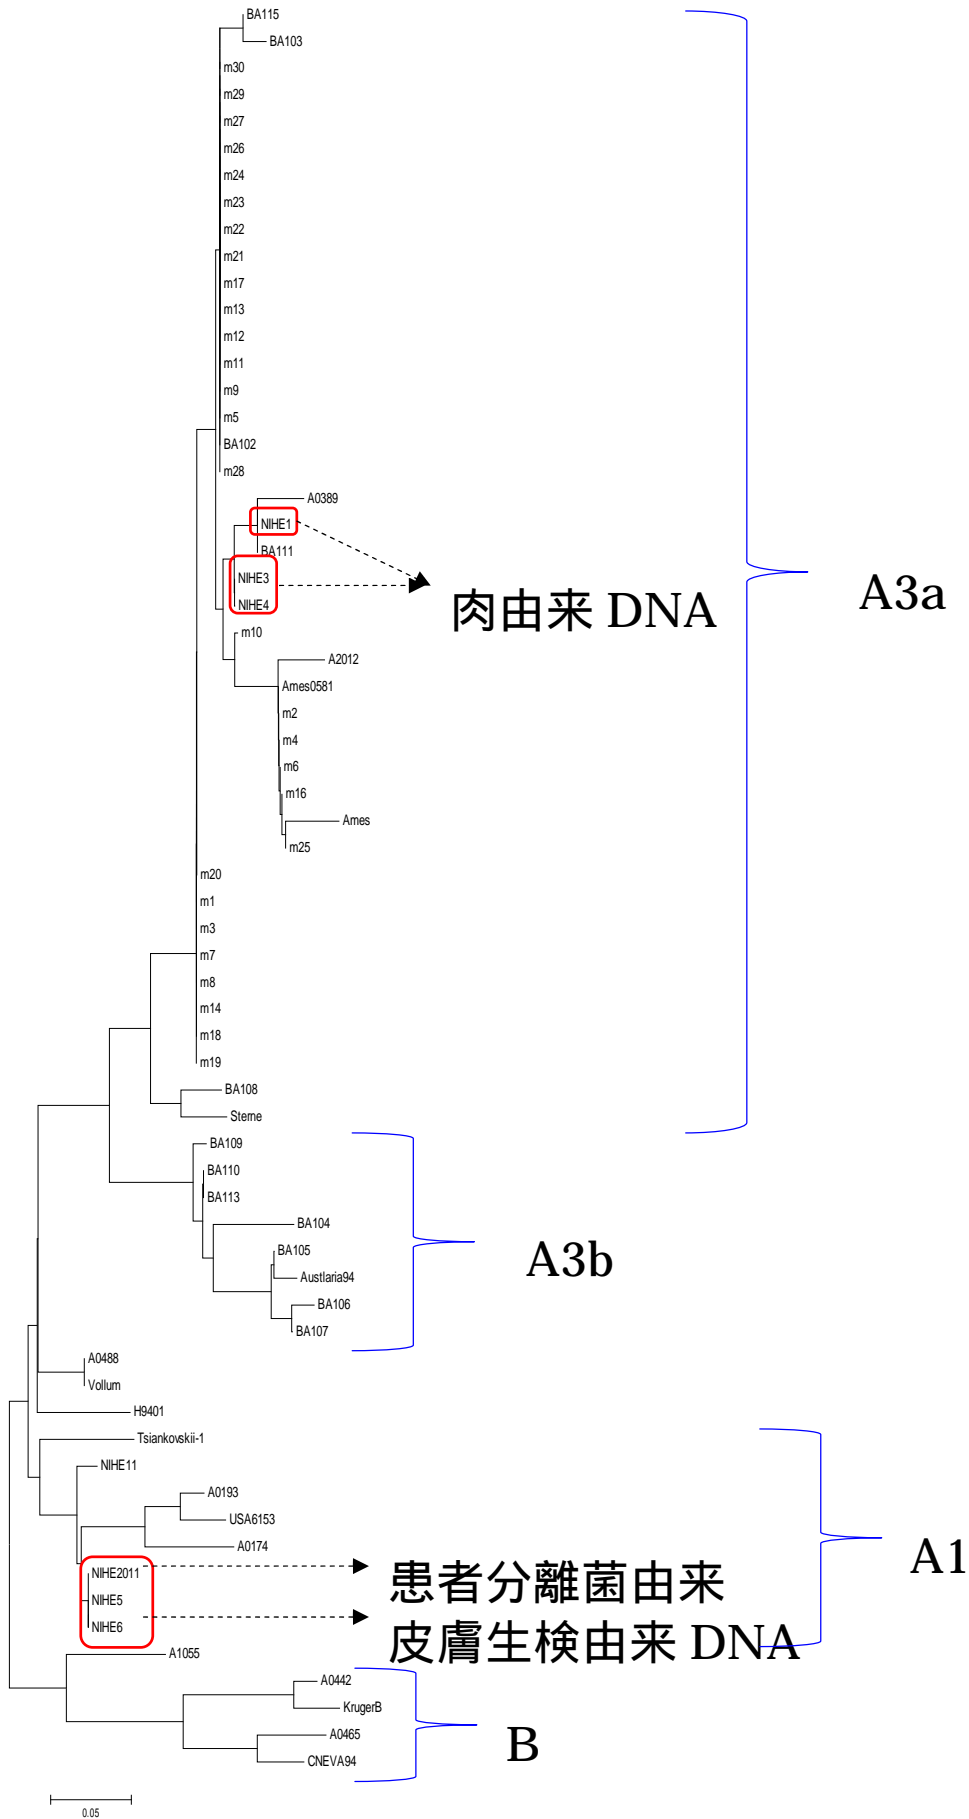 BA115
BA103
m30
m29
m27
m26
m24
m23
m22
m21
m17
m13
m12
m11
m9
m5
BA102
m28
A0389
NIHE1
BA111
NIHE3
NIHE4
肉由来 DNA
A3a
m10
A2012
Ames0581
m2
m4
m6
m16
Ames
m25
m20
m1
m3
m7
m8
m14
m18
m19
BA108
Sterne
BA109
BA110
BA113
BA104
BA105
A3b
Austlaria94
BA106
BA107
A0488
Vollum
H9401
Tsiankovskii-1
NIHE11
A0193
USA6153
A0174
A1
NIHE2011
患者分離菌由来
NIHE5
NIHE6
皮膚生検由来 DNA
A1055
A0442
KrugerB
A0465
B
CNEVA94
0.05